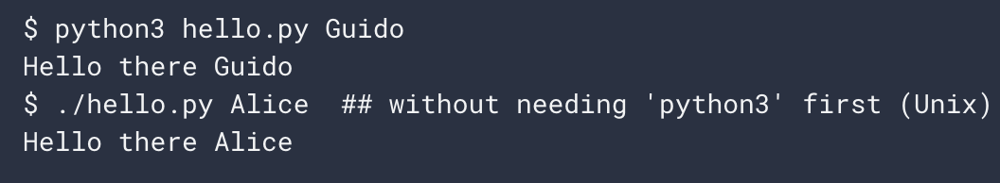 $ python3 hello.py Guido
Hello there Guido
$ ./hello.py Alice  ## without needing 'python3' first (Unix)
Hello there Alice